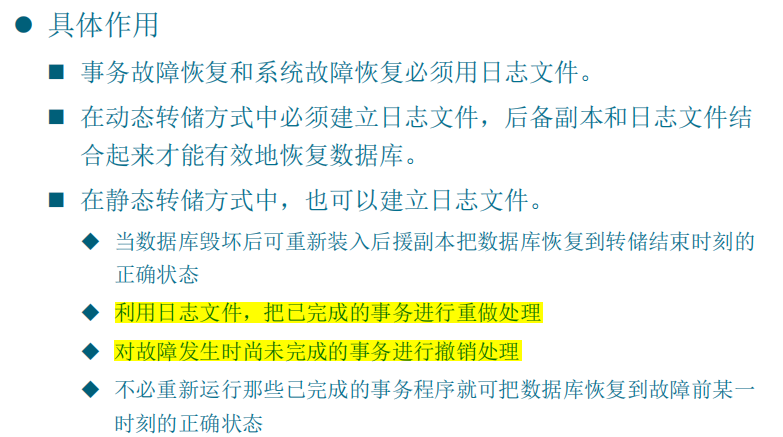 具体作用
事务故障恢复和系统故障恢复必须用日志文件。
在动态转储方式中必须建立日志文件，后备副本和日志文件结
合起来才能有效地恢复数据库。
在静态转储方式中，也可以建立日志文件。
当数据库毁坏后可重新装入后援副本把数据库恢复到转储结束时刻的
正确状态
利用日志文件，把已完成的事务进行重做处理
对故障发生时尚未完成的事务进行撤销处理
不必重新运行那些已完成的事务程序就可把数据库恢复到故障前某一
时刻的正确状态